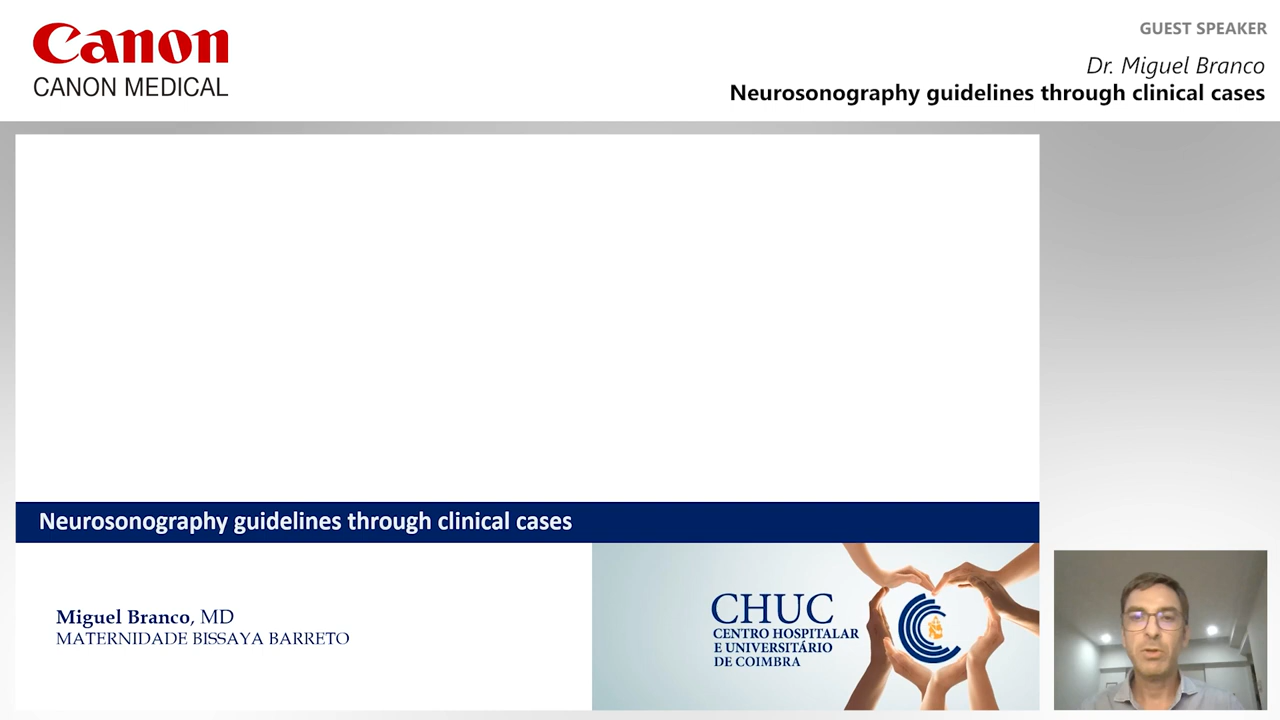 Canon
CANON MEDICAL
GUEST SPEAKER
Dr. Miguel Branco
Neurosonography guidelines through clinical cases
Neurosonography guidelines through clinical cases
Miguel Branco, MD
MATERNIDADE BISSAYA BARRETO
CHUC
CENTRO HOSPITALAR
E UNIVERSITÁRIO
DE COIMBRA